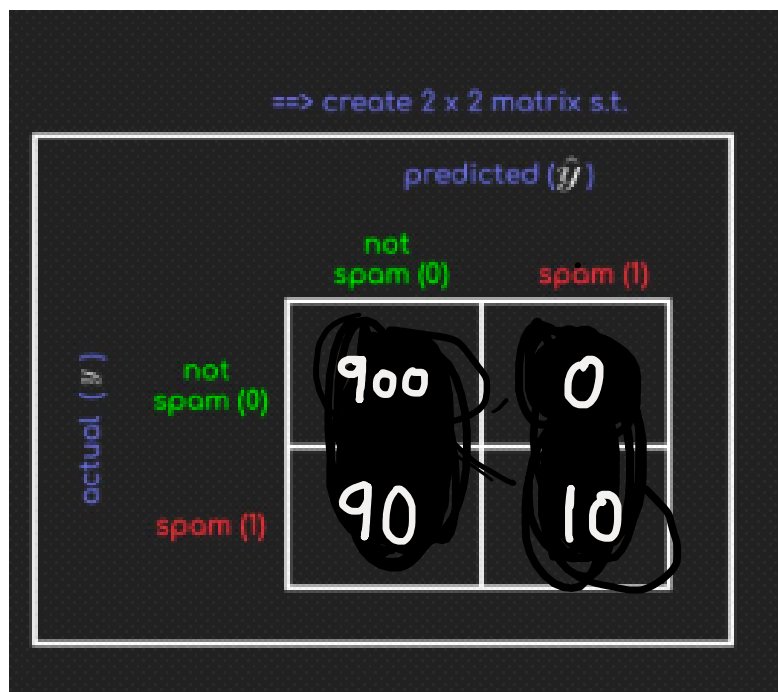 ==> create 2 x 2 matrix s.t.
predicted (ŷ)
not
spam (0)
spam (1)
actual (y)
not
spam (0)
900
0
spam (1)
90
10